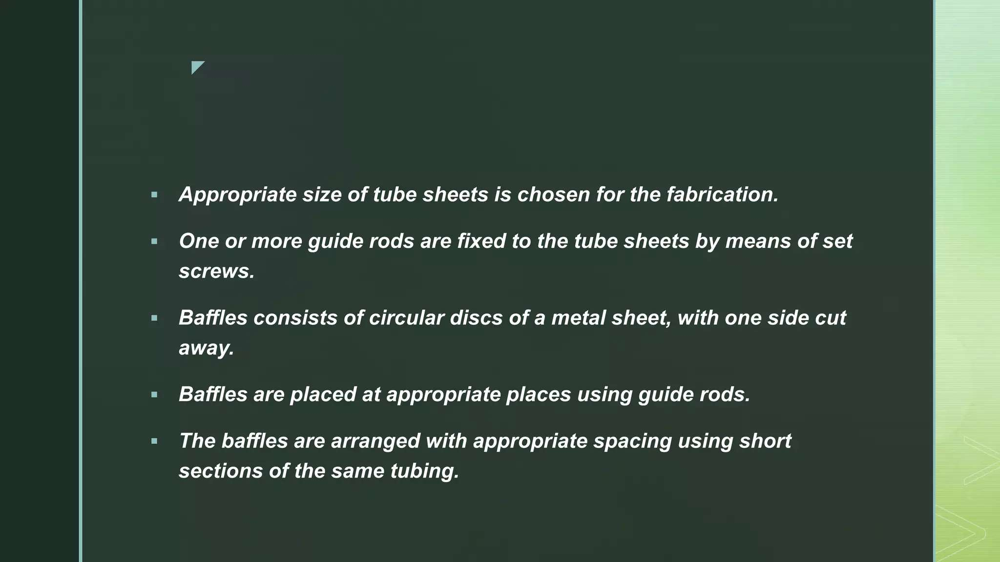 ▪ Appropriate size of tube sheets is chosen for the fabrication.
▪ One or more guide rods are fixed to the tube sheets by means of set
screws.
▪ Baffles consists of circular discs of a metal sheet, with one side cut
away.
▪ Baffles are placed at appropriate places using guide rods.
▪ The baffles are arranged with appropriate spacing using short
sections of the same tubing.